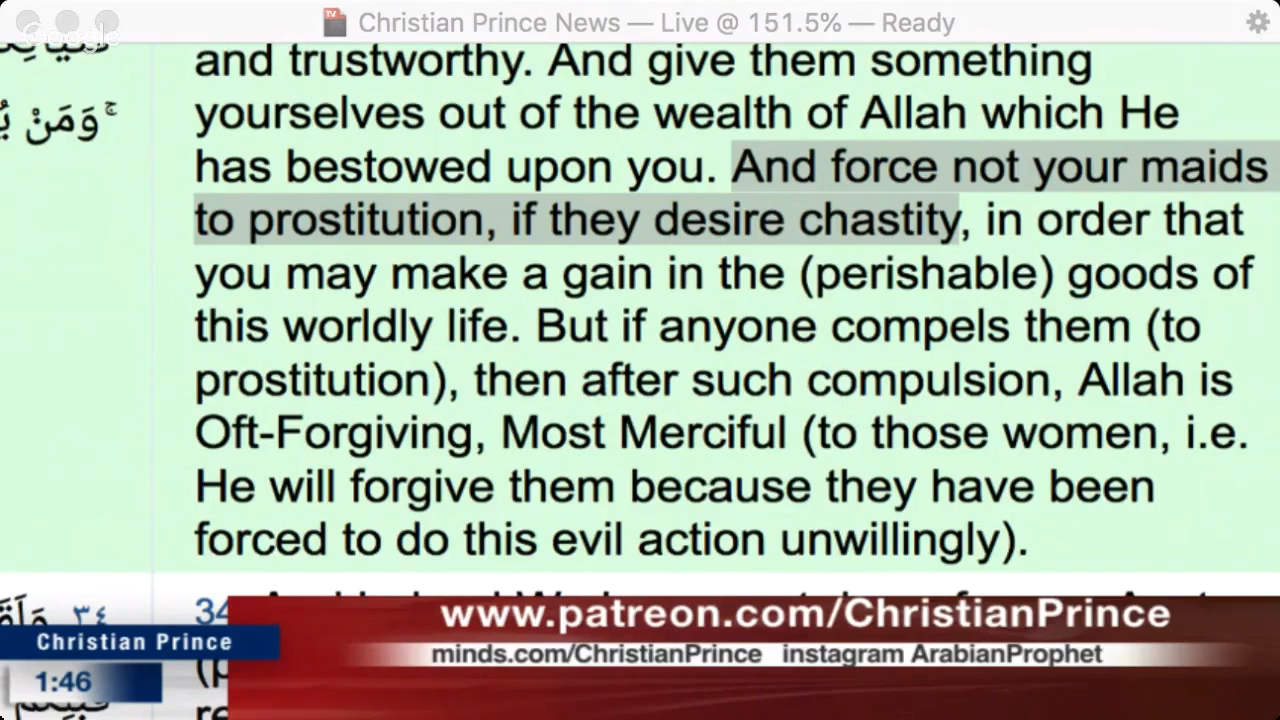 Christian Prince News — Live @ 151.5% — Ready
Google
and trustworthy. And give them something
yourselves out of the wealth of Allah which He
has bestowed upon you. And force not your maids
to prostitution, if they desire chastity, in order that
you may make a gain in the (perishable) goods of
this worldly life. But if anyone compels them (to
prostitution), then after such compulsion, Allah is
Oft-Forgiving, Most Merciful (to those women, i.e.
He will forgive them because they have been
forced to do this evil action unwillingly).
وَمَنْ
٣٤
34
www.patreon.com/ChristianPrince
Christian Prince
minds.com/ChristianPrince instagram ArabianProphet
1:46